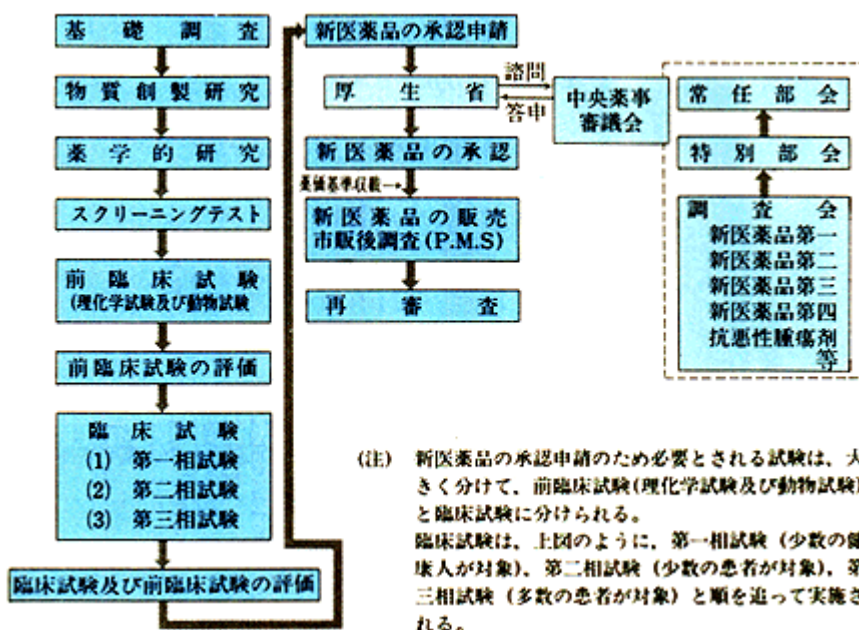 基礎調査
物質創製研究
薬学的研究
スクリーニングテスト
前臨床試験
(理化学試験及び動物試験
前臨床試験の評価
臨床試験
(1) 第一相試験
(2) 第二相試験
(3) 第三相試験
臨床試験及び前臨床試験の評価
新医薬品の承認申請
厚生省
諮問
答申
中央薬事
審議会
新医薬品の承認
薬価基準収載→
新医薬品の販売
市販後調査(P.M.S)
再審査
常任部会
特別部会
調査会
新医薬品第一
新医薬品第二
新医薬品第三
新医薬品第四
抗悪性腫瘍剤
等
(注) 新医薬品の承認申請のため必要とされる試験は、大
きく分けて、前臨床試験(理化学試験及び動物試験)
と臨床試験に分けられる。
臨床試験は、上図のように、第一相試験（少数の健
康人が対象)、第二相試験（少数の患者が対象)、第
三相試験（多数の患者が対象）と順を追って実施さ
れる。